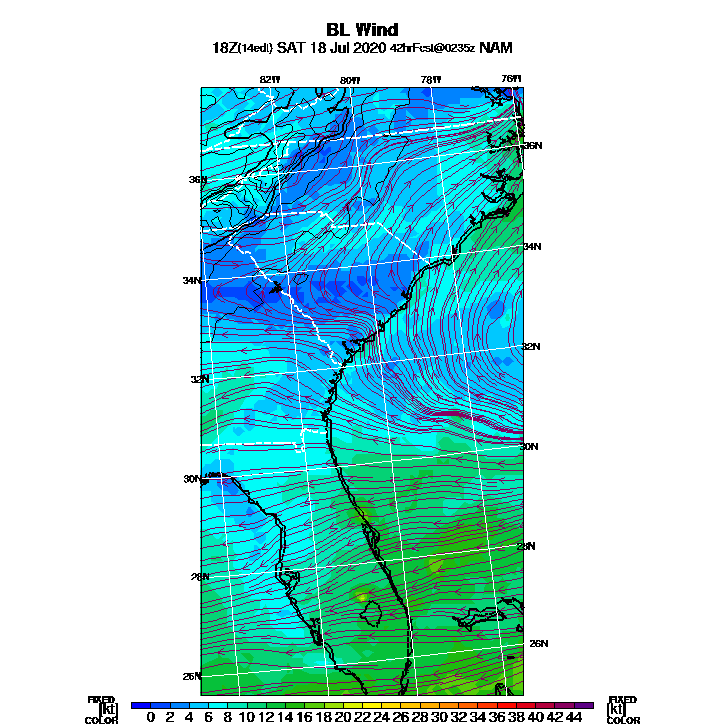 BL Wind
18Z(14edt) SAT 18 Jul 2020 42hrFcst@0235z NAM
82W 80W 78W 76W
36N
36N
34N
34N
32N
32N
30N
30N
28N
28N
26N
26N
FIXED [kt] COLOR
0 2 4 6 8 10 12 14 16 18 20 22 24 26 28 30 32 34 36 38 40 42 44
FIXED [kt] COLOR